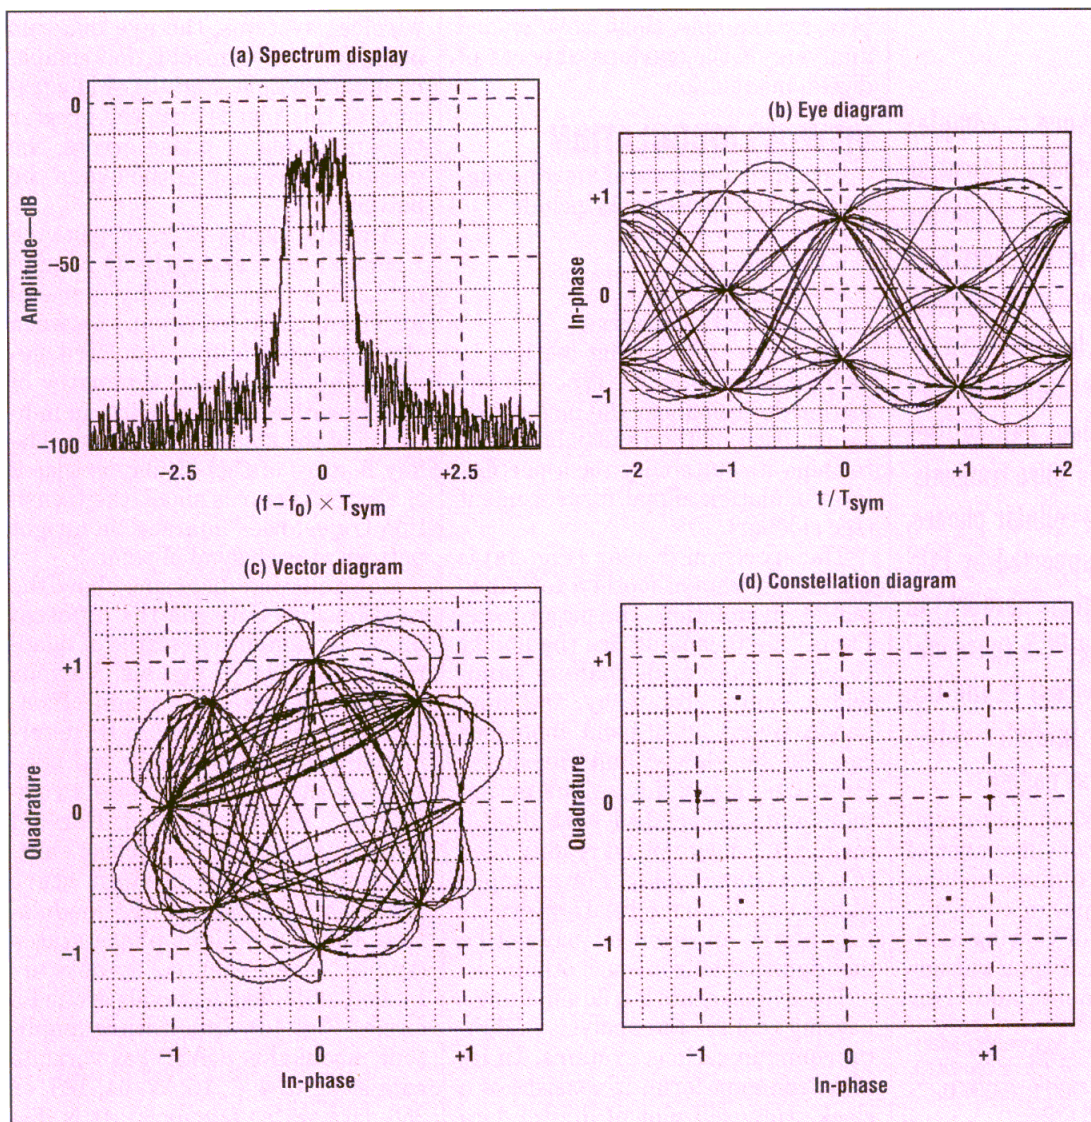 (a) Spectrum display
0
−50
−100
Amplitude—dB
−2.5
0
+2.5
(f – f0) × Tsym
(b) Eye diagram
+1
0
−1
In-phase
−2
−1
0
+1
+2
t / Tsym
(c) Vector diagram
+1
0
−1
Quadrature
−1
0
+1
In-phase
(d) Constellation diagram
+1
0
−1
Quadrature
−1
0
+1
In-phase